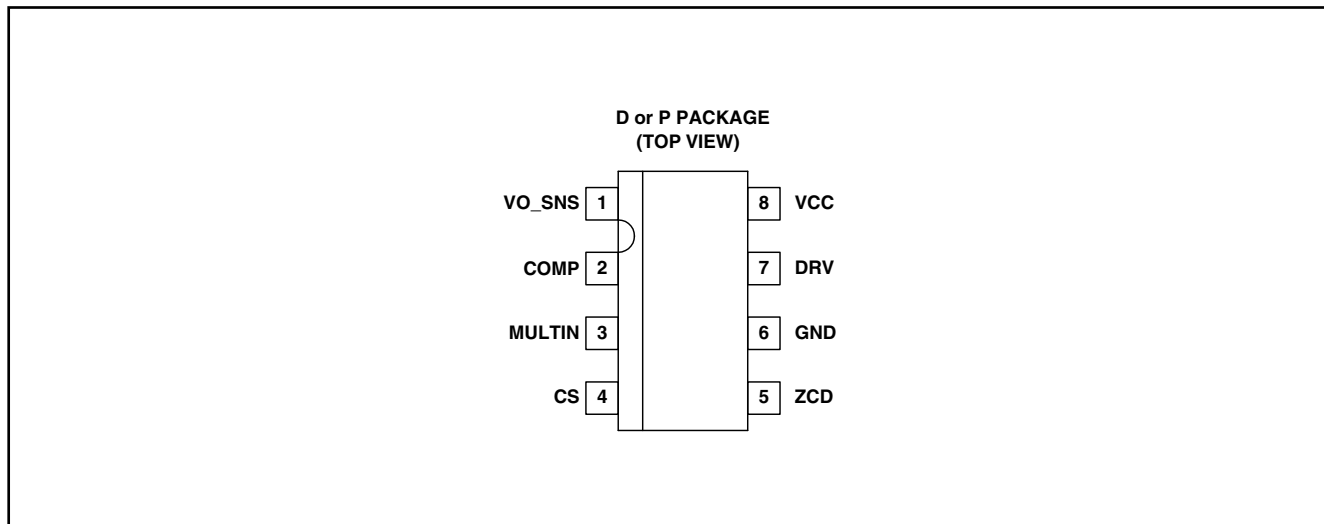 D or P PACKAGE
(TOP VIEW)
VO_SNS 1 8 VCC
COMP 2 7 DRV
MULTIN 3 6 GND
CS 4 5 ZCD